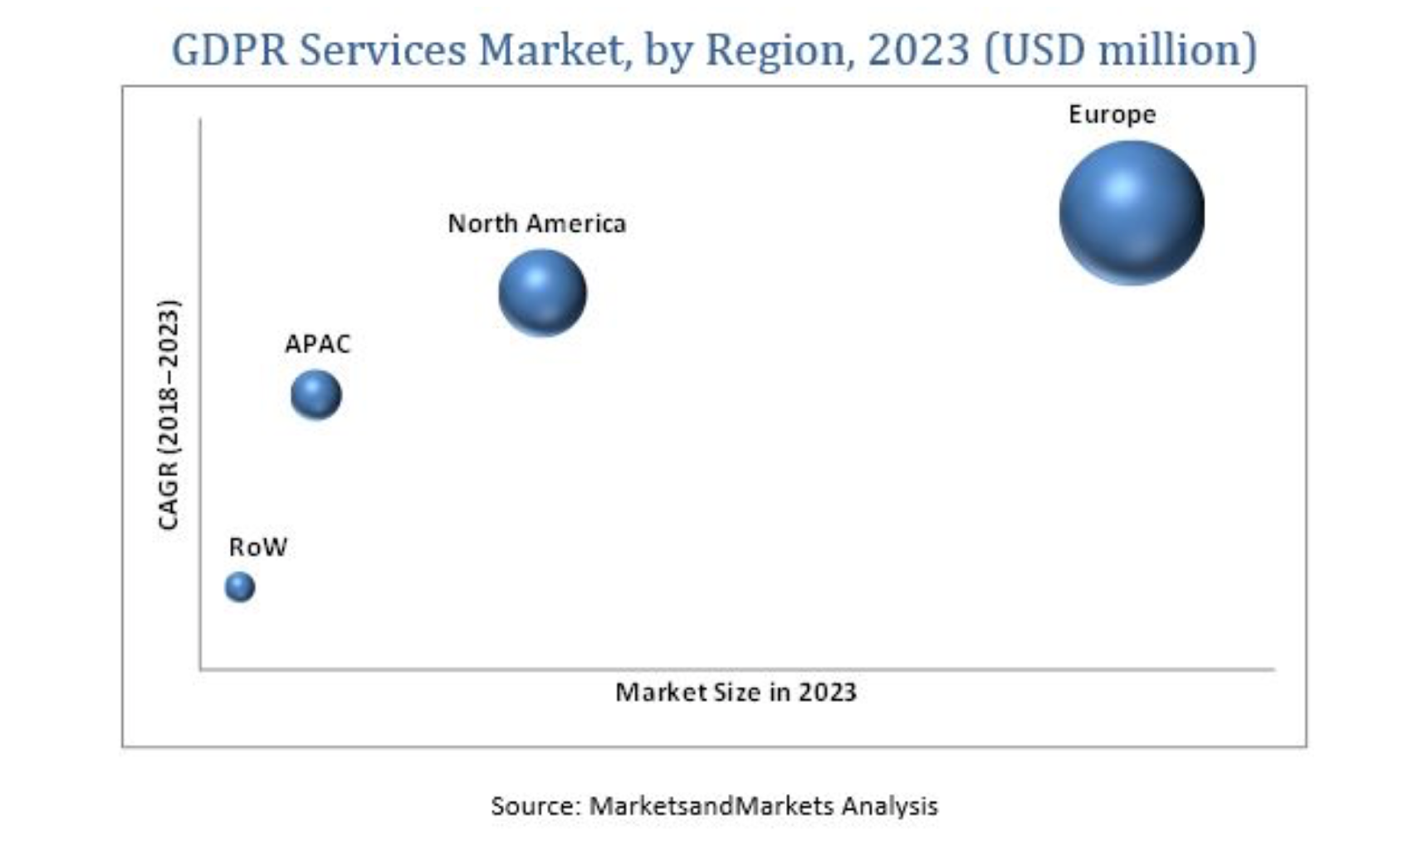 GDPR Services Market, by Region, 2023 (USD million)
Europe
North America
APAC
RoW
CAGR (2018–2023)
Market Size in 2023
Source: MarketsandMarkets Analysis